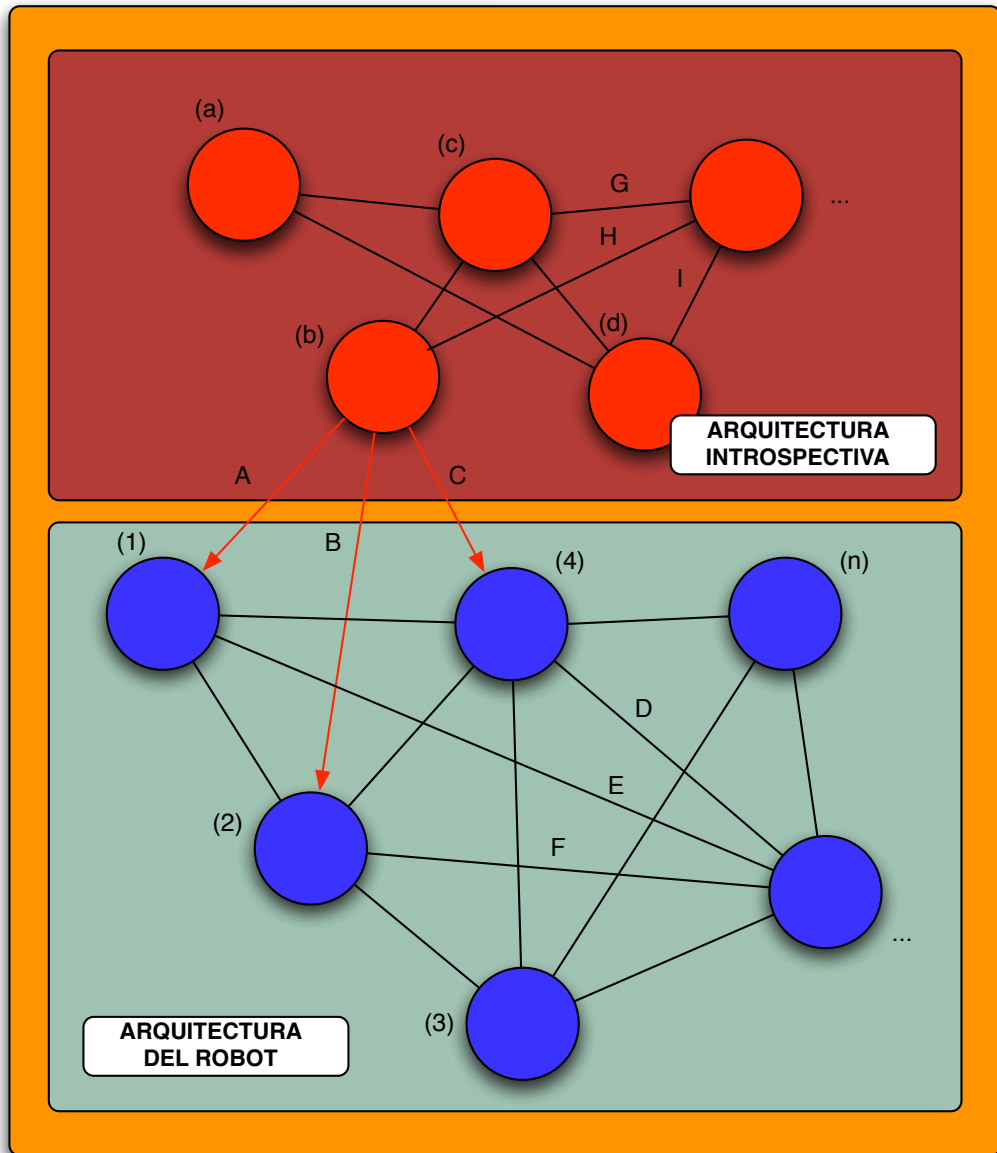 (a)
(c)
G
...
H
I
(b)
(d)
ARQUITECTURA
INTROSPECTIVA
A
C
B
(1)
(4)
(n)
D
E
(2)
F
...
(3)
ARQUITECTURA
DEL ROBOT